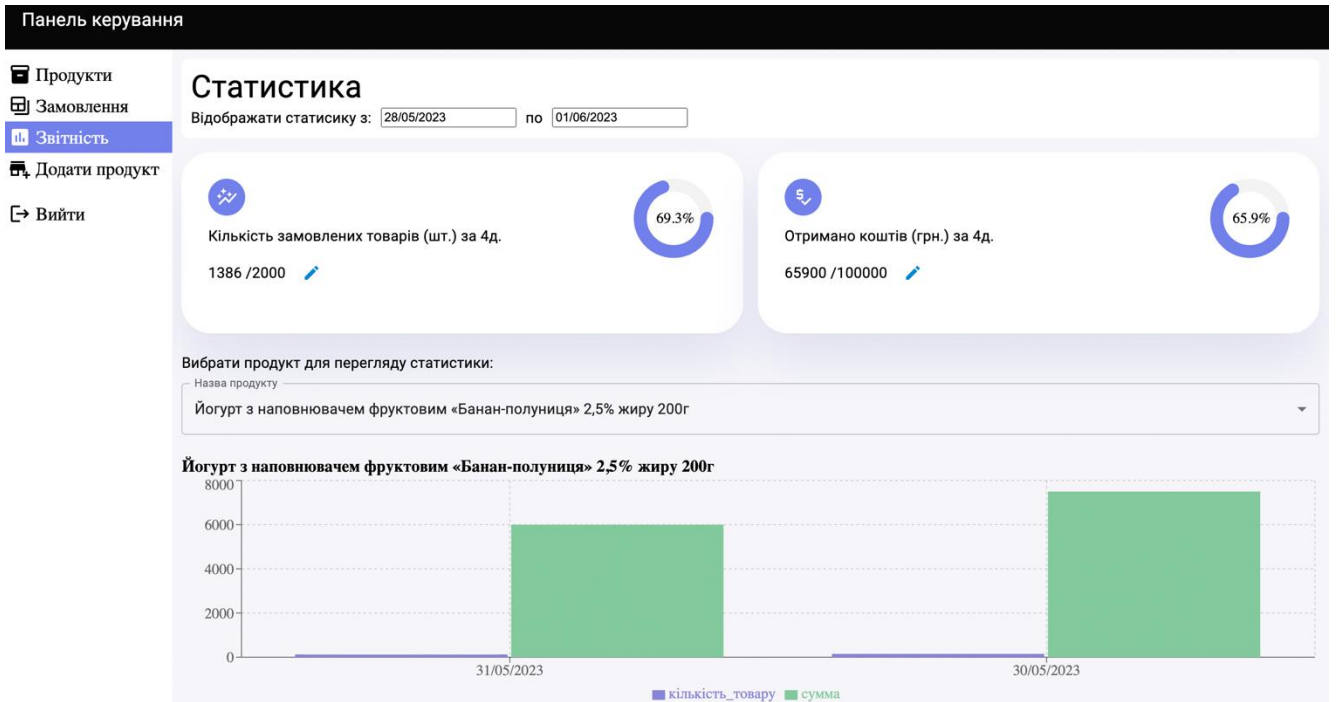 Панель керування
Продукти
Замовлення
Звітність
Додати продукт
Вийти
Статистика
Відображати статисику з: 28/05/2023 по 01/06/2023
69.3%
Кількість замовлених товарів (шт.) за 4д.
1386 /2000
65.9%
Отримано коштів (грн.) за 4д.
65900 /100000
Вибрати продукт для перегляду статистики:
Назва продукту
Йогурт з наповнювачем фруктовим «Банан-полуниця» 2,5% жиру 200г
Йогурт з наповнювачем фруктовим «Банан-полуниця» 2,5% жиру 200г
8000
6000
4000
2000
0
31/05/2023 30/05/2023
кількість_товару сумма